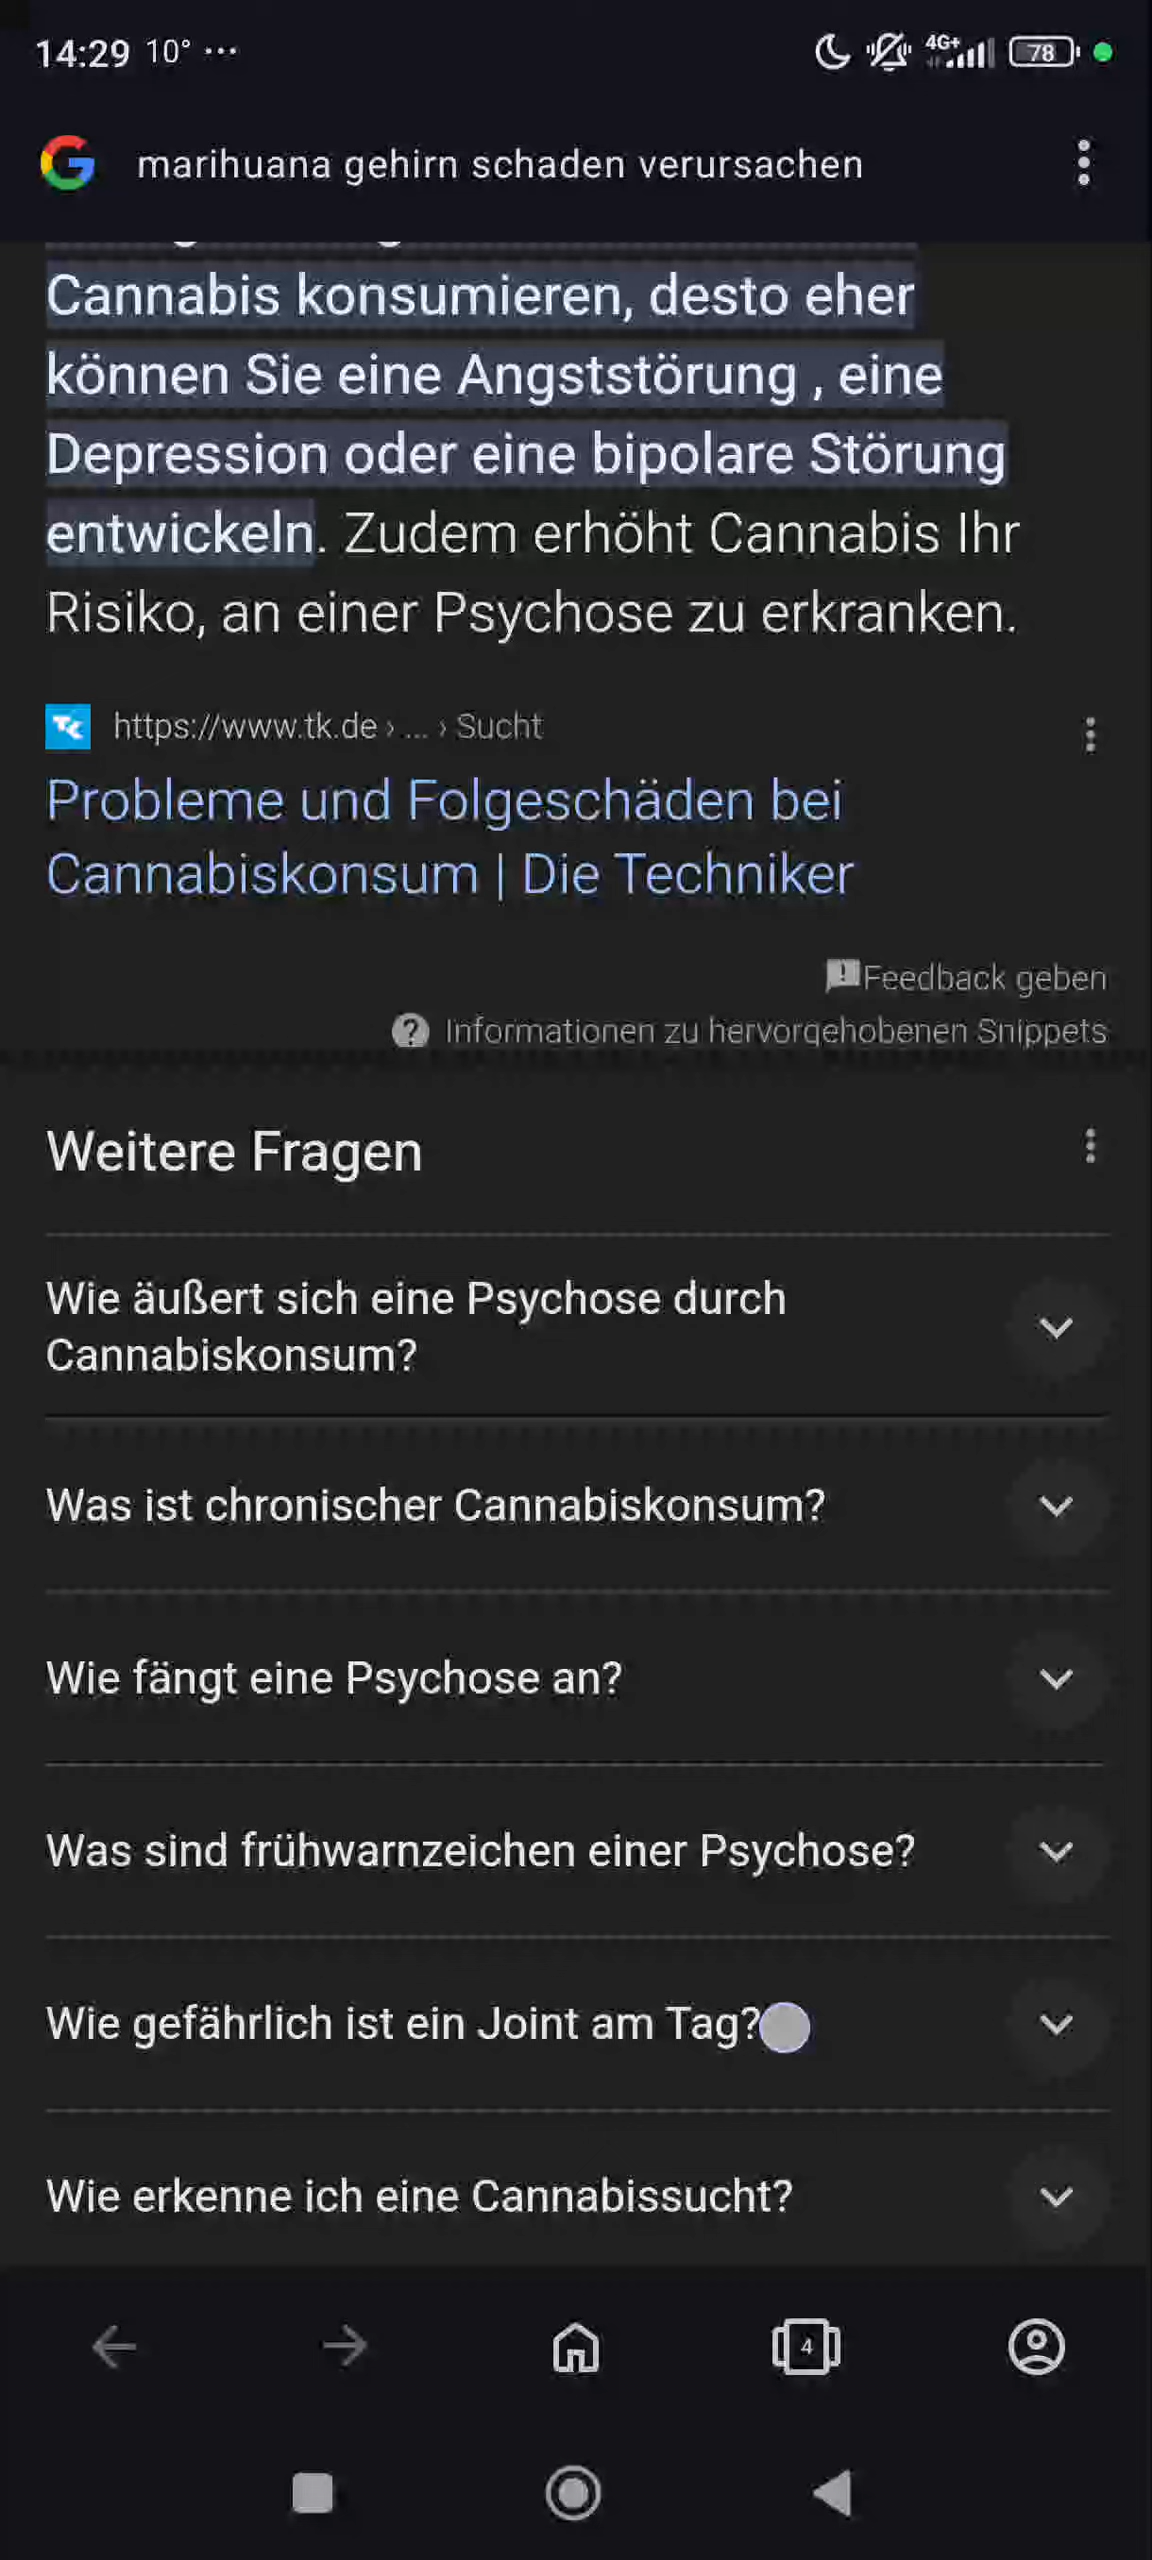 14:29 10° ...
4G+ 78
marihuana gehirn schaden verursachen
Cannabis konsumieren, desto eher
können Sie eine Angststörung , eine
Depression oder eine bipolare Störung
entwickeln. Zudem erhöht Cannabis Ihr
Risiko, an einer Psychose zu erkranken.
https://www.tk.de › ... › Sucht
Probleme und Folgeschäden bei
Cannabiskonsum | Die Techniker
Feedback geben
Informationen zu hervorgehobenen Snippets
Weitere Fragen
Wie äußert sich eine Psychose durch
Cannabiskonsum?
Was ist chronischer Cannabiskonsum?
Wie fängt eine Psychose an?
Was sind frühwarnzeichen einer Psychose?
Wie gefährlich ist ein Joint am Tag?
Wie erkenne ich eine Cannabissucht?
4